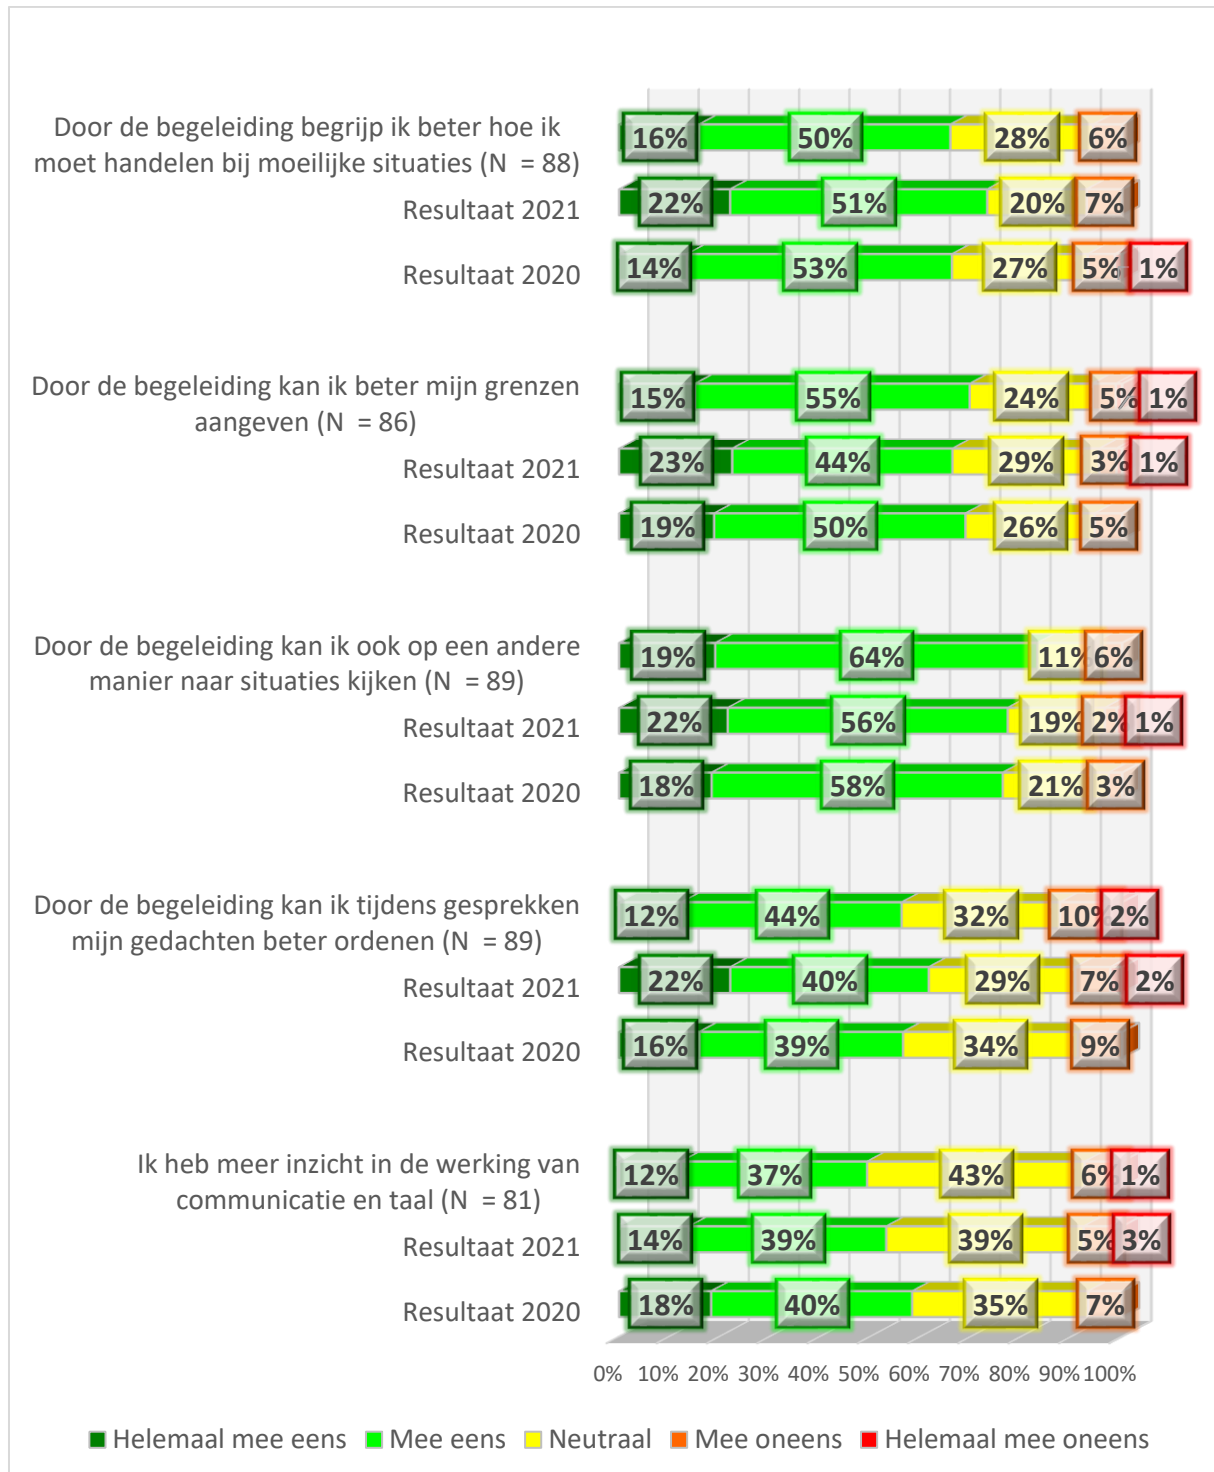 Door de begeleiding begrijp ik beter hoe ik
moet handelen bij moeilijke situaties (N = 88)
16% 50% 28% 6%
Resultaat 2021
22% 51% 20% 7%
Resultaat 2020
14% 53% 27% 5% 1%
Door de begeleiding kan ik beter mijn grenzen
aangeven (N = 86)
15% 55% 24% 5% 1%
Resultaat 2021
23% 44% 29% 3% 1%
Resultaat 2020
19% 50% 26% 5%
Door de begeleiding kan ik ook op een andere
manier naar situaties kijken (N = 89)
19% 64% 11% 6%
Resultaat 2021
22% 56% 19% 2% 1%
Resultaat 2020
18% 58% 21% 3%
Door de begeleiding kan ik tijdens gesprekken
mijn gedachten beter ordenen (N = 89)
12% 44% 32% 10% 2%
Resultaat 2021
22% 40% 29% 7% 2%
Resultaat 2020
16% 39% 34% 9%
Ik heb meer inzicht in de werking van
communicatie en taal (N = 81)
12% 37% 43% 6% 1%
Resultaat 2021
14% 39% 39% 5% 3%
Resultaat 2020
18% 40% 35% 7%
0% 10% 20% 30% 40% 50% 60% 70% 80% 90% 100%
Helemaal mee eens Mee eens Neutraal Mee oneens Helemaal mee oneens